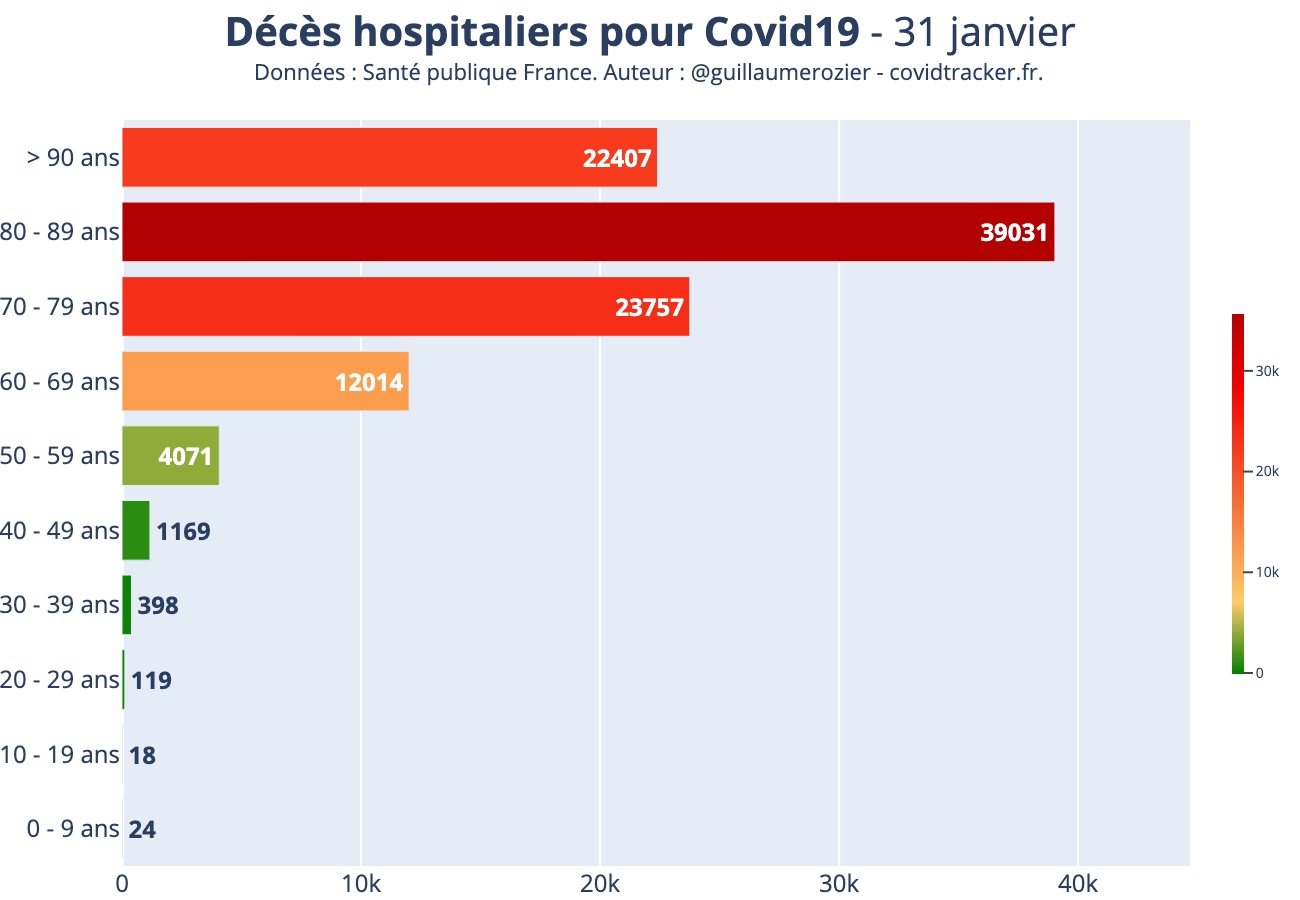 Décès hospitaliers pour Covid19 - 31 janvier
Données : Santé publique France. Auteur : @guillaumerozier - covidtracker.fr.
> 90 ans 22407
80 - 89 ans 39031
70 - 79 ans 23757
60 - 69 ans 12014
50 - 59 ans 4071
40 - 49 ans 1169
30 - 39 ans 398
20 - 29 ans 119
10 - 19 ans 18
0 - 9 ans 24
0 10k 20k 30k 40k
30k
20k
10k
0